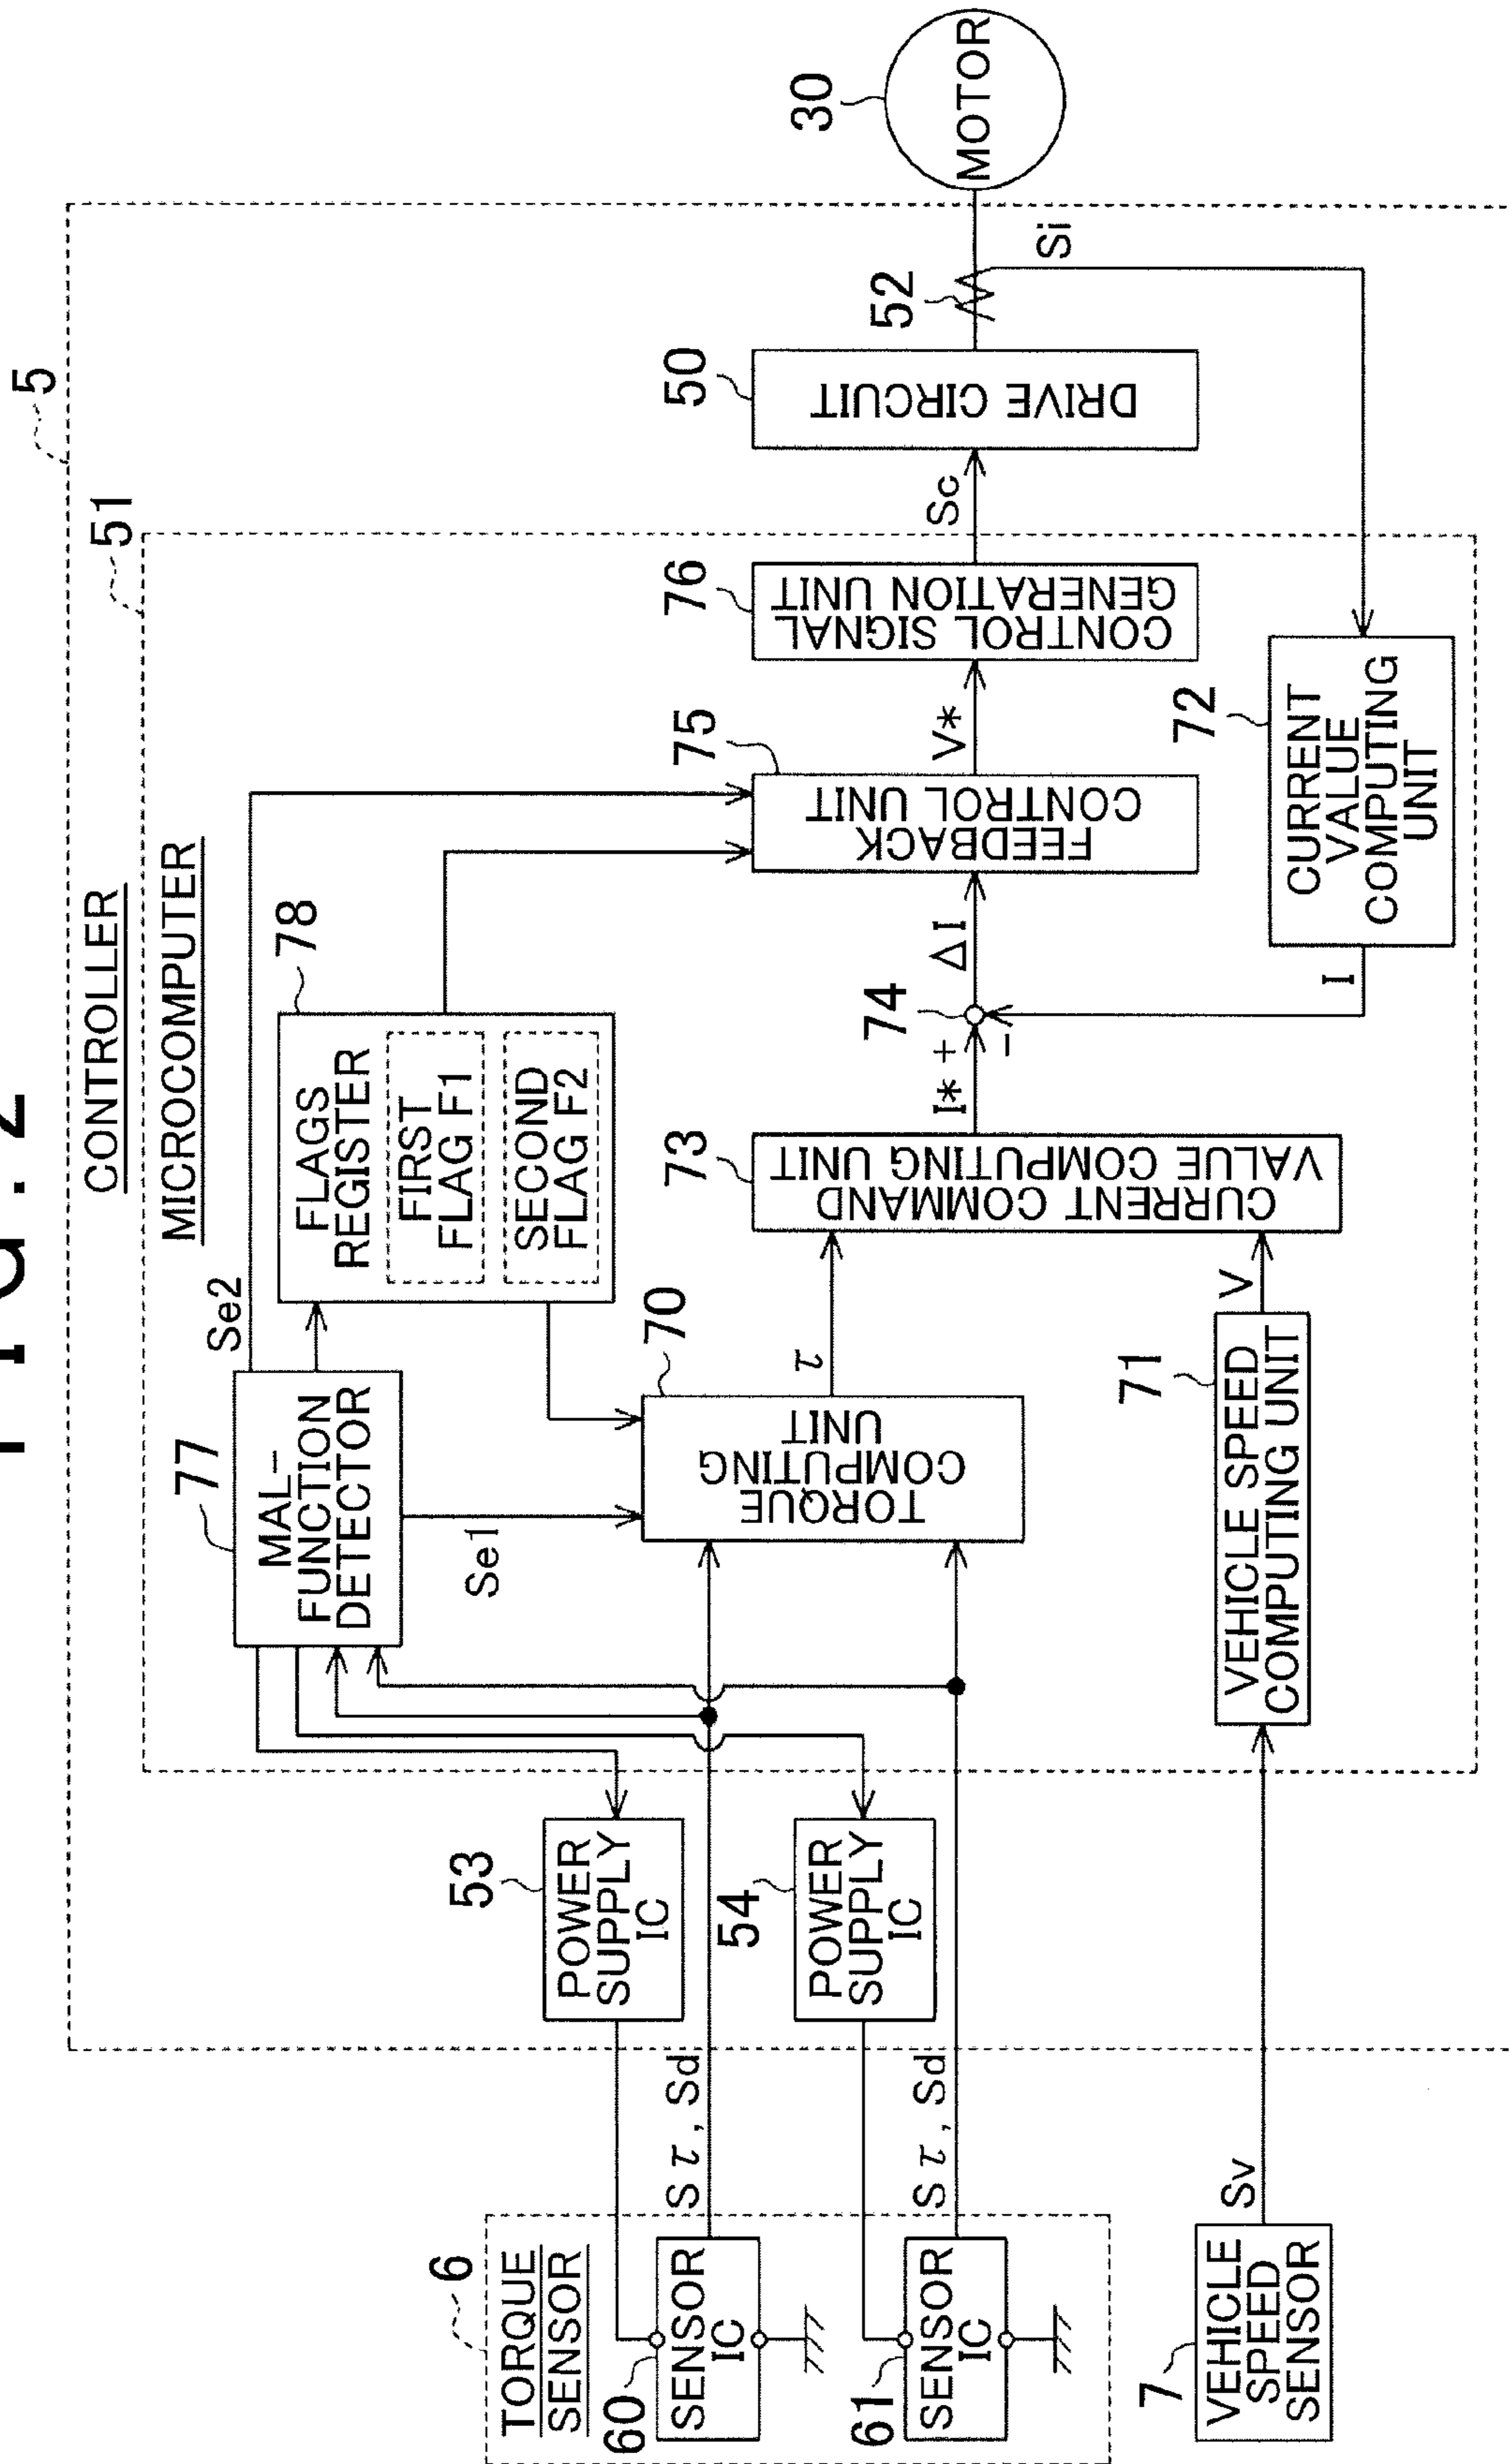 FIG. 2
5
CONTROLLER
51
MICROCOMPUTER
77
MAL-
FUNCTION
DETECTOR
Se2
Se1
78
FLAGS
REGISTER
FIRST
FLAG F1
SECOND
FLAG F2
53
POWER
SUPPLY
IC
54
POWER
SUPPLY
IC
6
TORQUE
SENSOR
60
SENSOR
IC
Sτ, Sd
61
SENSOR
IC
Sτ, Sd
7
VEHICLE
SPEED
SENSOR
Sv
70
TORQUE
COMPUTING
UNIT
τ
71
VEHICLE SPEED
COMPUTING UNIT
V
73
CURRENT COMMAND
VALUE COMPUTING UNIT
I*
+
-
74
ΔI
75
FEEDBACK
CONTROL UNIT
V*
76
CONTROL SIGNAL
GENERATION UNIT
Sc
50
DRIVE CIRCUIT
52
Si
30
MOTOR
72
CURRENT
VALUE
COMPUTING
UNIT
I